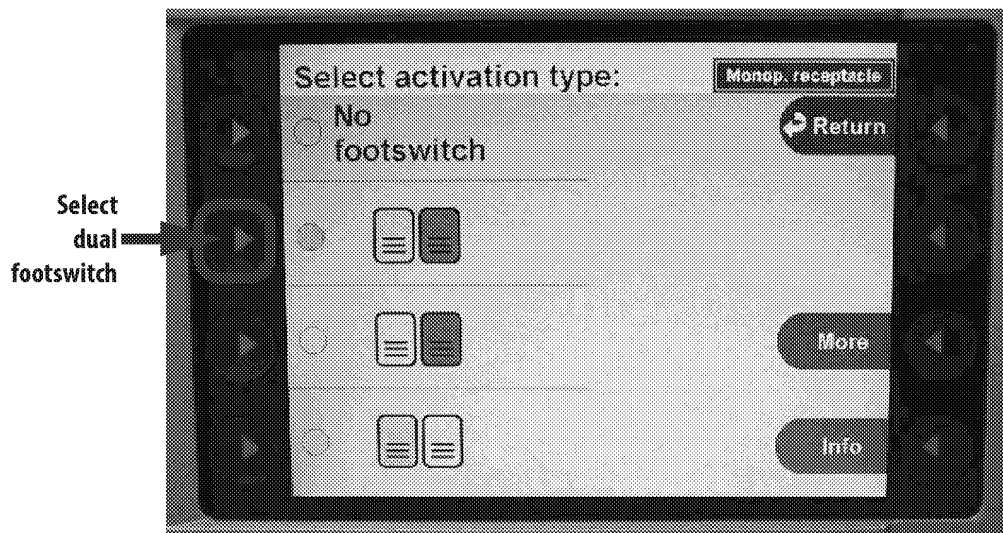 Select activation type:
Monop. receptacle
No
footswitch
Return
Select
dual
footswitch
More
Info